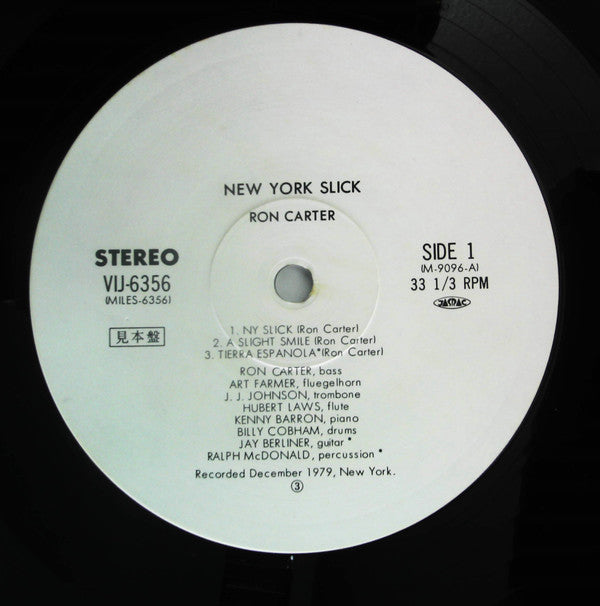 NEW YORK SLICK
RON CARTER
STEREO
VIJ-6356
(MILES-6356)
見本盤
SIDE 1
(M-9096-A)
33 1/3 RPM
JASRAC
1. NY SLICK (Ron Carter)
2. A SLIGHT SMILE (Ron Carter)
3. TIERRA ESPANOLA*(Ron Carter)
RON CARTER, bass
ART FARMER, fluegelhorn
J. J. JOHNSON, trombone
HUBERT LAWS, flute
KENNY BARRON, piano
BILLY COBHAM, drums
JAY BERLINER, guitar *
RALPH McDONALD, percussion *
Recorded December 1979, New York.
③